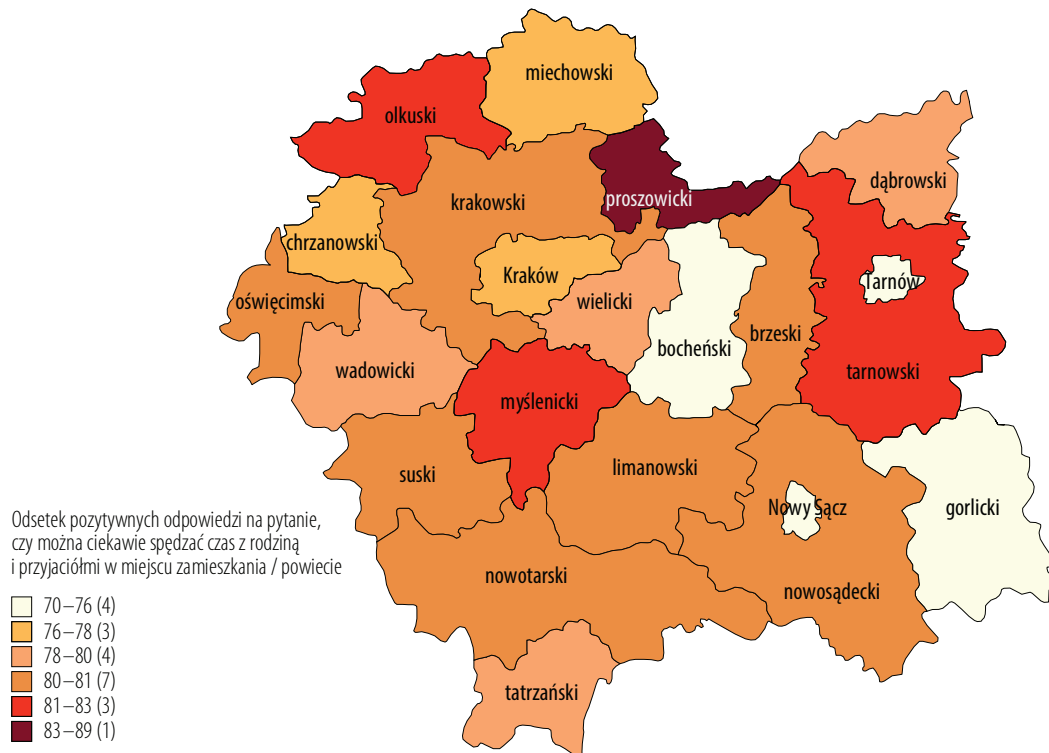 miechowski
olkuski
dąbrowski
krakowski
proszowicki
chrzanowski
Kraków
Tarnów
oświęcimski
wielicki
brzeski
bocheński
wadowicki
tarnowski
myślenicki
limanowski
suski
Nowy Sącz
gorlicki
nowotarski
nowosądecki
tatrzański
Odsetek pozytywnych odpowiedzi na pytanie,
czy można ciekawie spędzać czas z rodziną
i przyjaciółmi w miejscu zamieszkania / powiecie
70–76 (4)
76–78 (3)
78–80 (4)
80–81 (7)
81–83 (3)
83–89 (1)